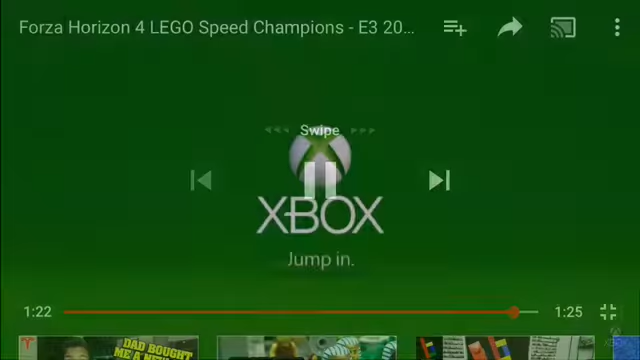 Forza Horizon 4 LEGO Speed Champions - E3 20...
Swipe
XBOX
Jump in.
1:22
1:25
DAD BOUGHT
ME A NEW